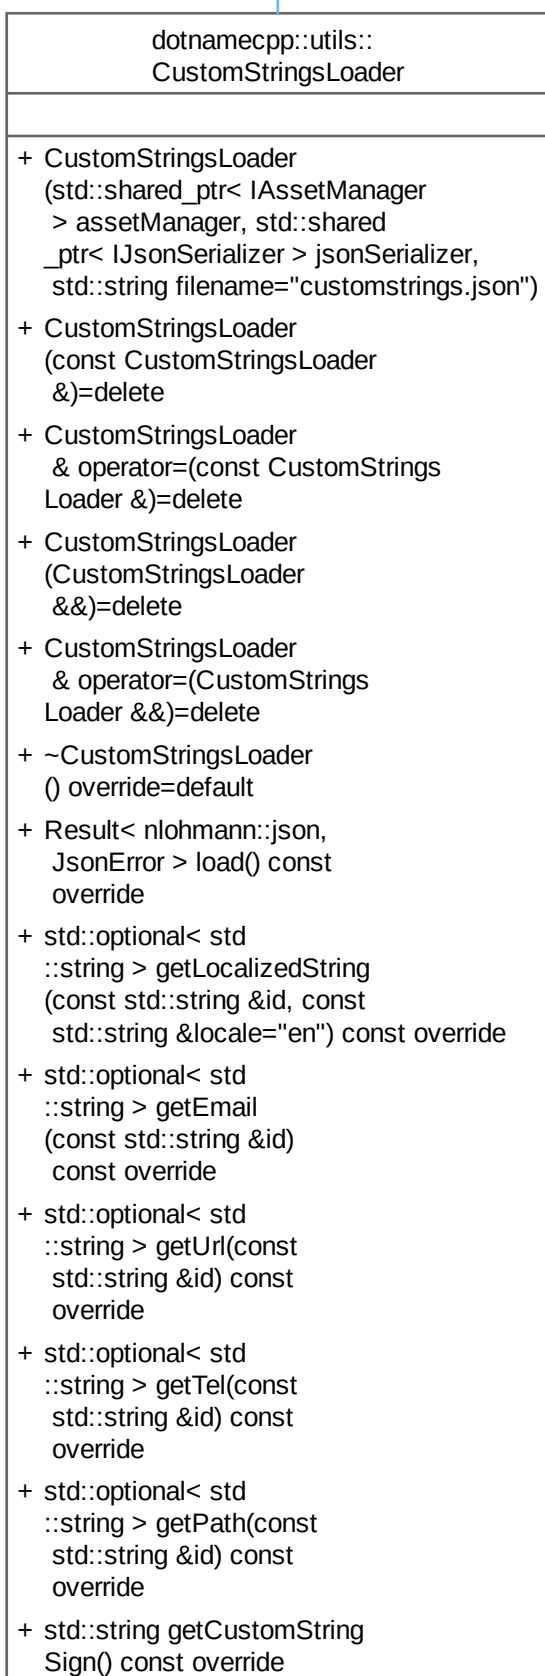 dotnamecpp::utils::
CustomStringsLoader
+ CustomStringsLoader
(std::shared_ptr< IAssetManager
> assetManager, std::shared
_ptr< IJsonSerializer > jsonSerializer,
std::string filename="customstrings.json")
+ CustomStringsLoader
(const CustomStringsLoader
&)=delete
+ CustomStringsLoader
& operator=(const CustomStrings
Loader &)=delete
+ CustomStringsLoader
(CustomStringsLoader
&&)=delete
+ CustomStringsLoader
& operator=(CustomStrings
Loader &&)=delete
+ ~CustomStringsLoader
() override=default
+ Result< nlohmann::json,
JsonError > load() const
override
+ std::optional< std
::string > getLocalizedString
(const std::string &id, const
std::string &locale="en") const override
+ std::optional< std
::string > getEmail
(const std::string &id)
const override
+ std::optional< std
::string > getUrl(const
std::string &id) const
override
+ std::optional< std
::string > getTel(const
std::string &id) const
override
+ std::optional< std
::string > getPath(const
std::string &id) const
override
+ std::string getCustomString
Sign() const override